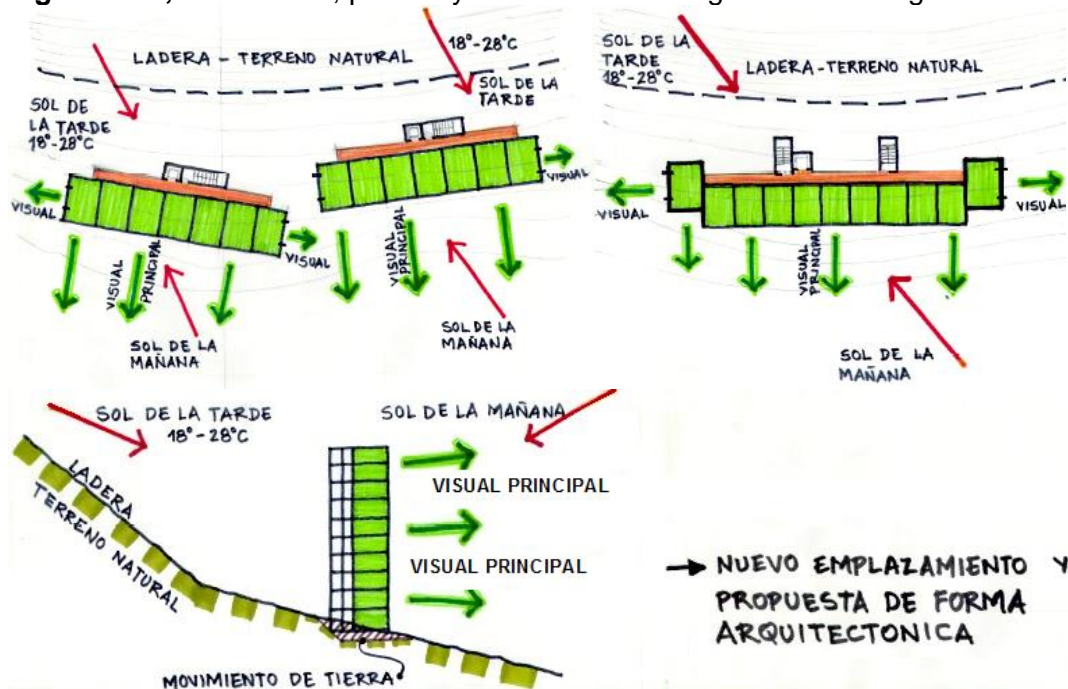 LADERA - TERRENO NATURAL
18°-28°C
SOL DE LA
TARDE
SOL DE
LA TARDE
18°-28°C
VISUAL
VISUAL
VISUAL
PRINCIPAL
SOL DE LA
MAÑANA
VISUAL
VISUAL
PRINCIPAL
SOL DE LA
MAÑANA
SOL DE LA
TARDE
18°-28°C
LADERA-TERRENO NATURAL
VISUAL
VISUAL
VISUAL
PRINCIPAL
SOL DE LA
MAÑANA
SOL DE LA TARDE
18°-28°C
SOL DE LA MAÑANA
LADERA
TERRENO NATURAL
VISUAL PRINCIPAL
VISUAL PRINCIPAL
MOVIMIENTO DE TIERRA
NUEVO EMPLAZAMIENTO Y
PROPUESTA DE FORMA
ARQUITECTONICA